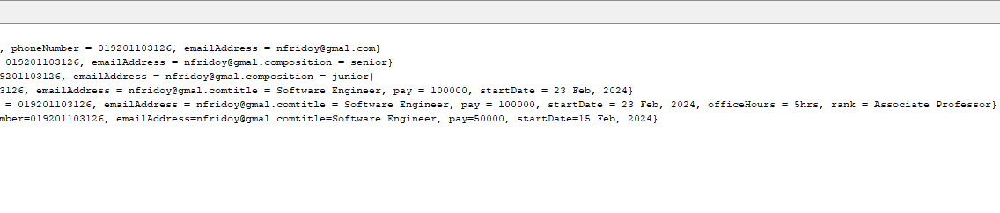 , phoneNumber = 019201103126, emailAddress = nfridoy@gmal.com}
019201103126, emailAddress = nfridoy@gmal.composition = senior}
9201103126, emailAddress = nfridoy@gmal.composition = junior}
3126, emailAddress = nfridoy@gmal.comtitle = Software Engineer, pay = 100000, startDate = 23 Feb, 2024}
= 019201103126, emailAddress = nfridoy@gmal.comtitle = Software Engineer, pay = 100000, startDate = 23 Feb, 2024, officeHours = 5hrs, rank = Associate Professor}
mber=019201103126, emailAddress=nfridoy@gmal.comtitle=Software Engineer, pay=50000, startDate=15 Feb, 2024}